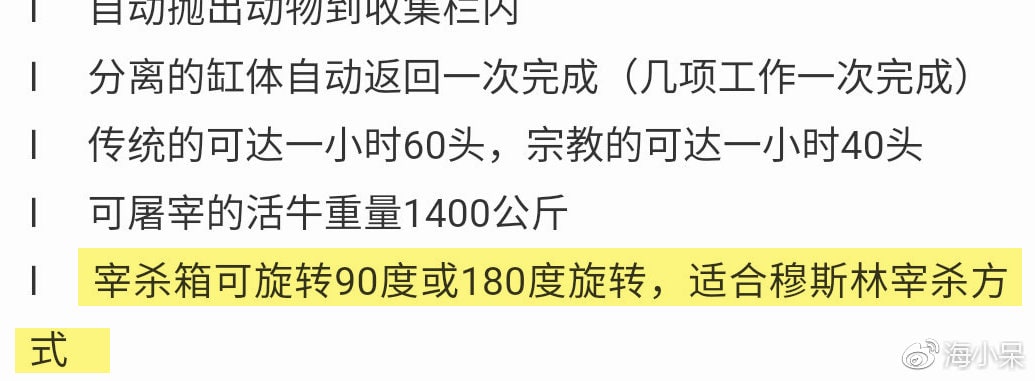 l 自动抛出动物到收集栏内
l 分离的缸体自动返回一次完成（几项工作一次完成）
l 传统的可达一小时60头，宗教的可达一小时40头
l 可屠宰的活牛重量1400公斤
l 宰杀箱可旋转90度或180度旋转，适合穆斯林宰杀方
式
海小呆